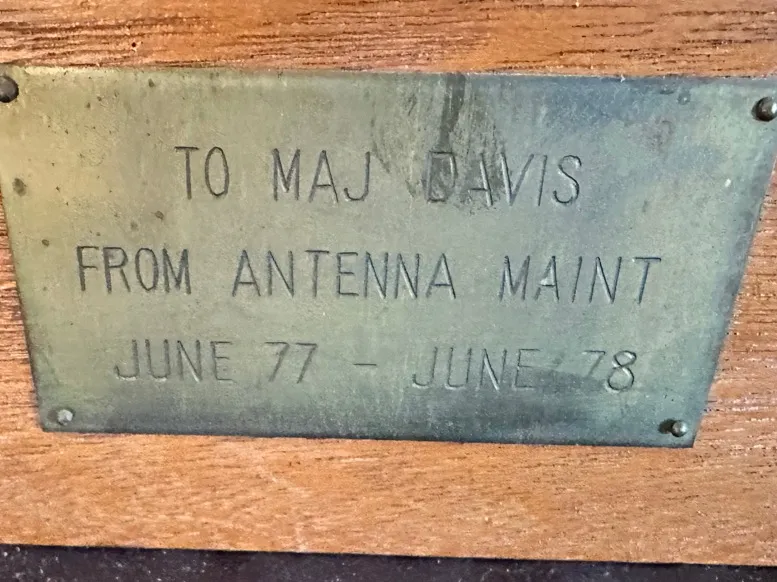 TO MAJ DAVIS
FROM ANTENNA MAINT
JUNE 77 - JUNE 78